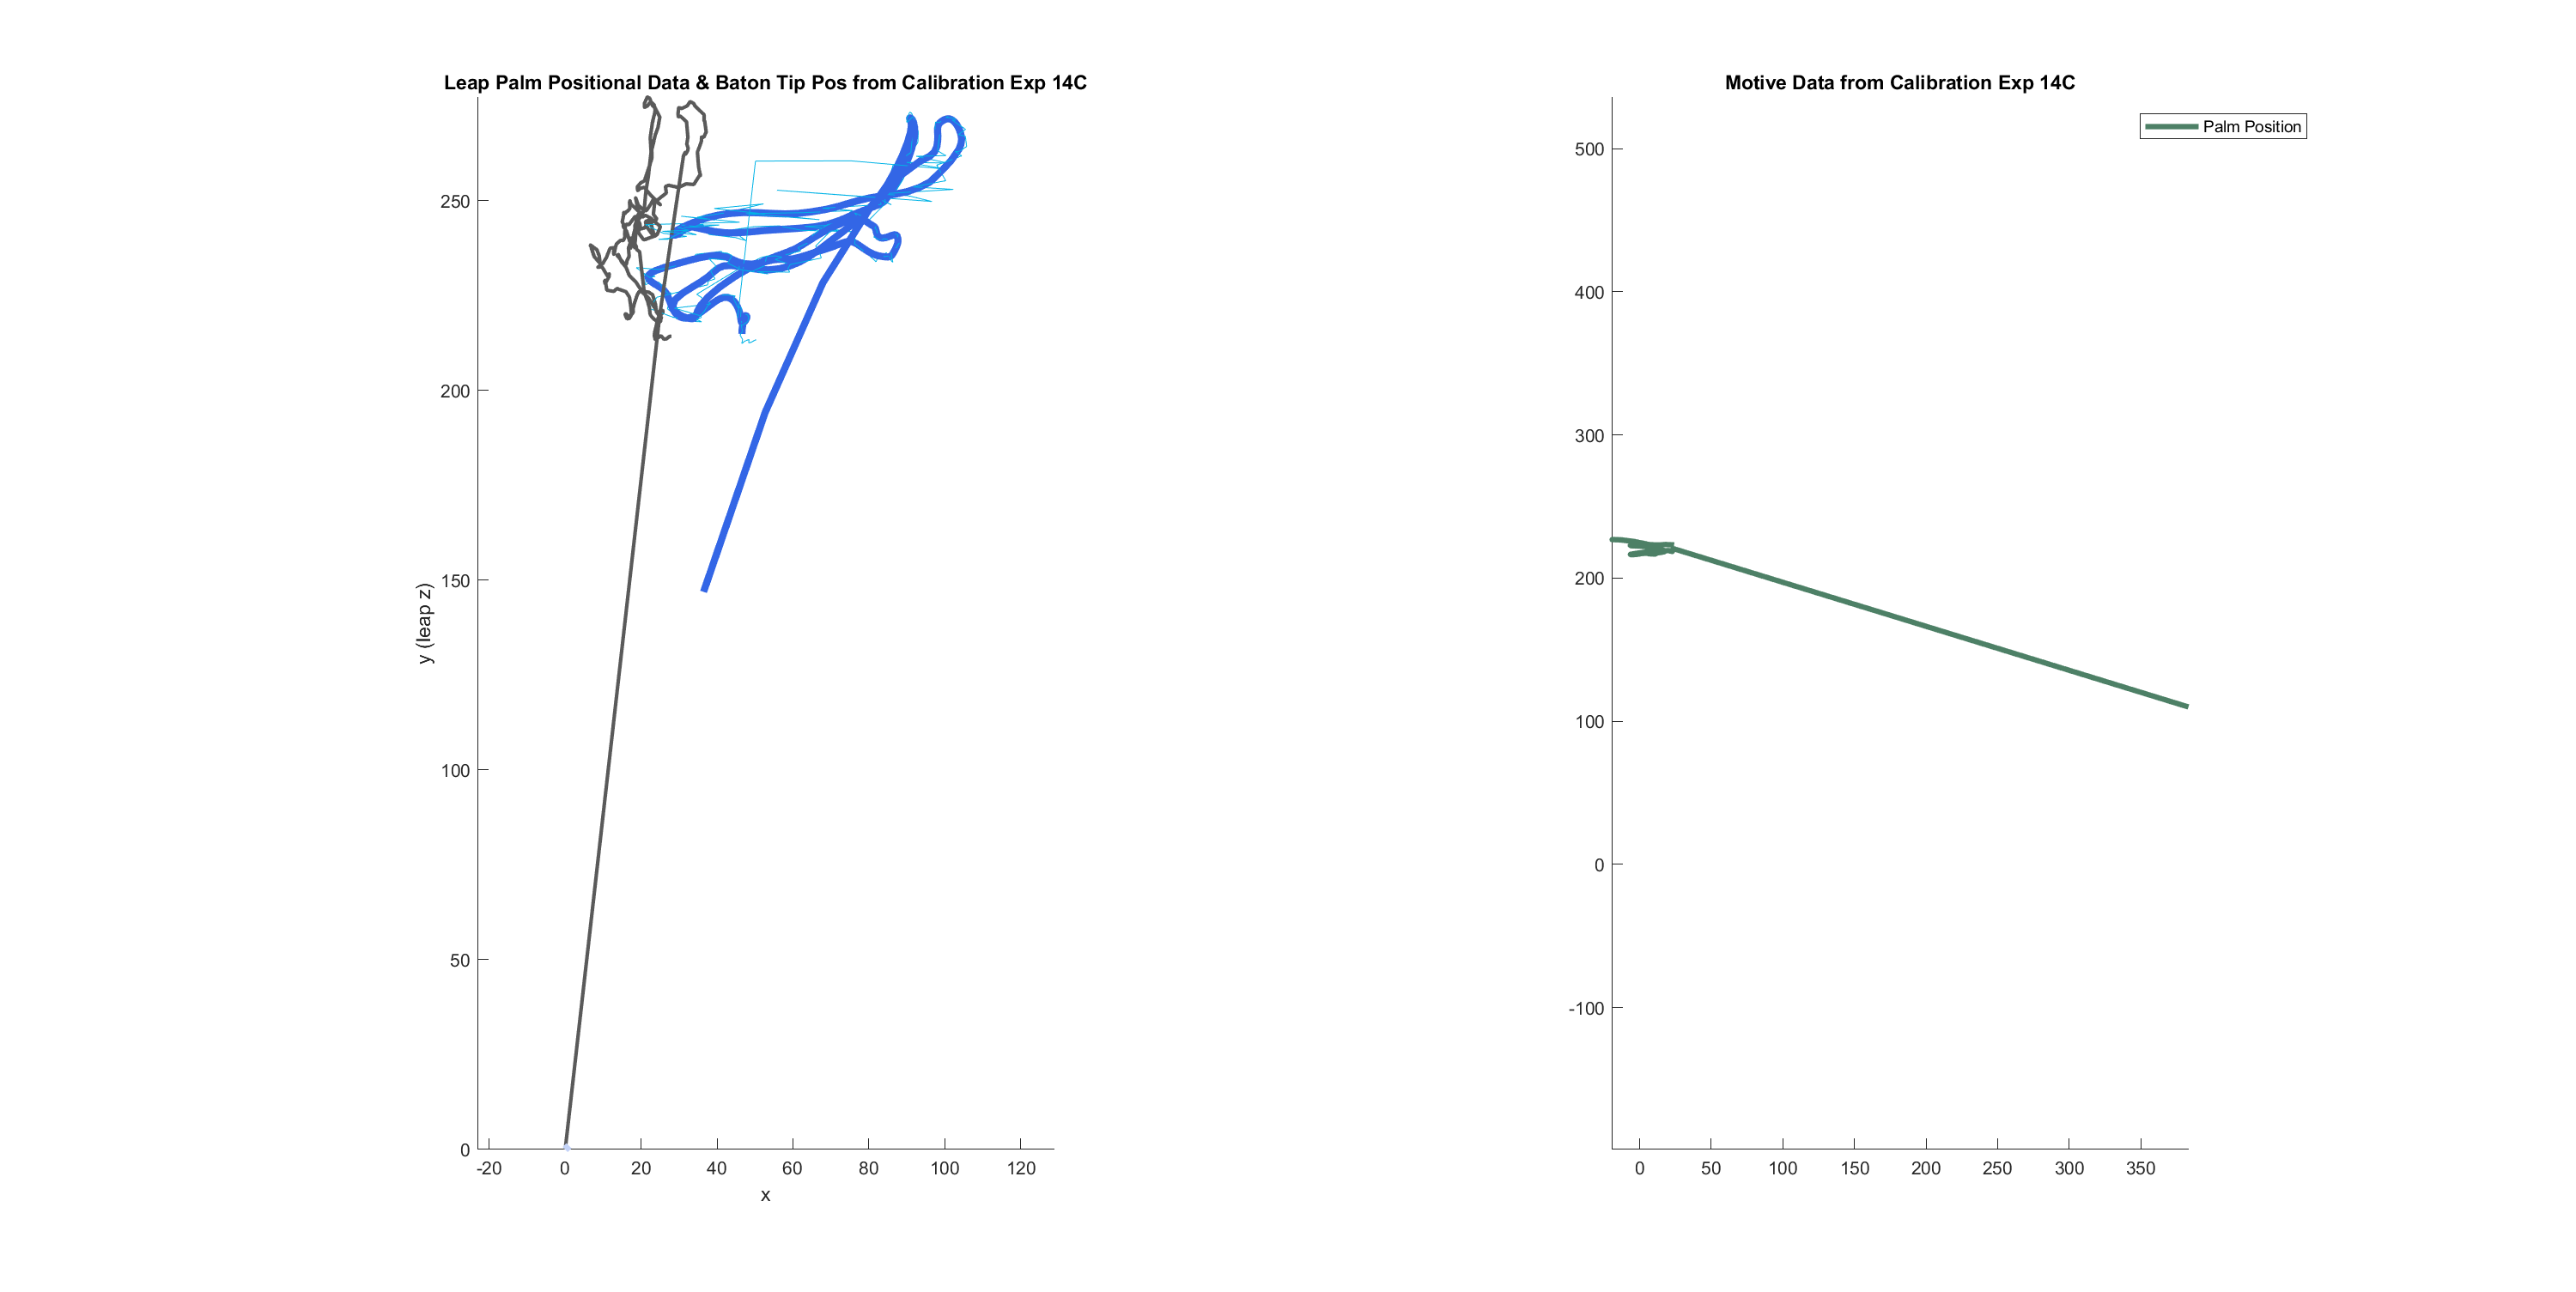 Leap Palm Positional Data & Baton Tip Pos from Calibration Exp 14C
250
200
150
100
50
0
y (leap z)
-20 0 20 40 60 80 100 120
x
Motive Data from Calibration Exp 14C
Palm Position
500
400
300
200
100
0
-100
0 50 100 150 200 250 300 350